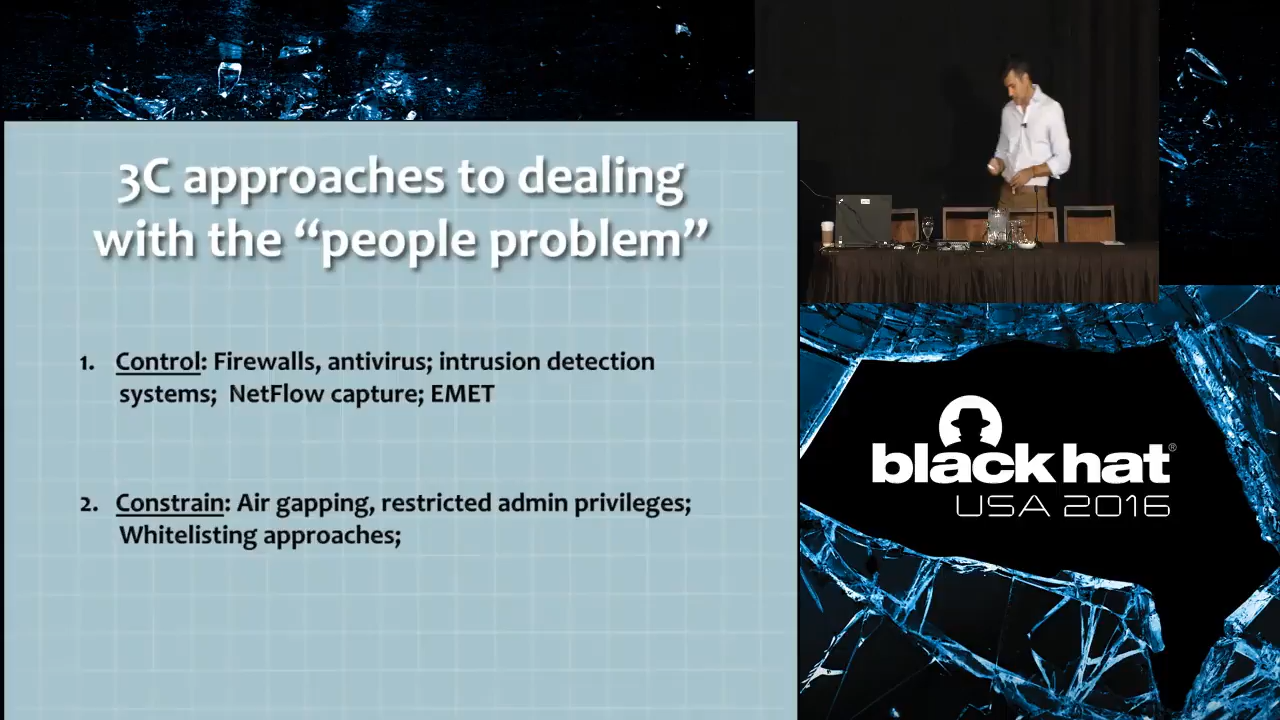 3C approaches to dealing
with the “people problem”
1. Control: Firewalls, antivirus; intrusion detection
systems; NetFlow capture; EMET
2. Constrain: Air gapping, restricted admin privileges;
Whitelisting approaches;
black hat®
USA 2016